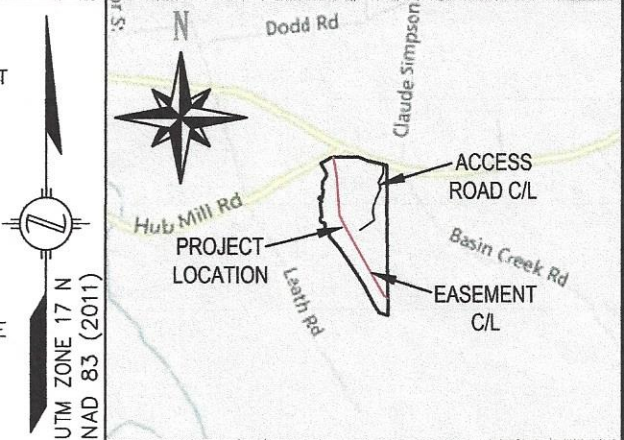 T
E
UTM ZONE 17 N
NAD 83 (2011)
N
Dodd Rd
Claude Simpson
ACCESS
ROAD C/L
Hub Mill Rd
PROJECT
LOCATION
Basin Creek Rd
Leath Rd
EASEMENT
C/L